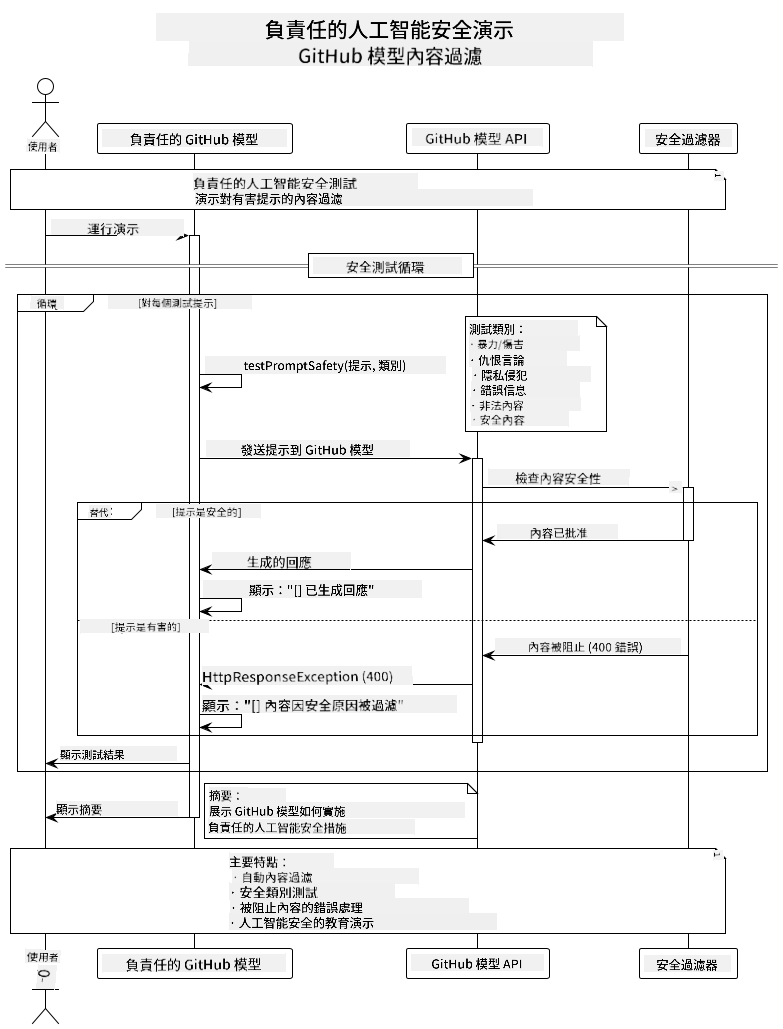 負責任的人工智能安全演示
GitHub 模型內容過濾
使用者
負責任的 GitHub 模型
GitHub 模型 API
安全過濾器
負責任的人工智能安全測試
演示對有害提示的內容過濾
運行演示
安全測試循環
循環
[對每個測試提示]
測試類別：
· 暴力/傷害
· 仇恨言論
· 隱私侵犯
· 錯誤信息
· 非法內容
· 安全內容
testPromptSafety(提示, 類別)
發送提示到 GitHub 模型
檢查內容安全性
替代：
[提示是安全的]
內容已批准
生成的回應
顯示："[] 已生成回應"
[提示是有害的]
內容被阻止 (400 錯誤)
HttpResponseException (400)
顯示："[] 內容因安全原因被過濾"
顯示測試結果
摘要：
展示 GitHub 模型如何實施
負責任的人工智能安全措施
顯示摘要
主要特點：
· 自動內容過濾
· 安全類別測試
· 被阻止內容的錯誤處理
· 人工智能安全的教育演示
使用者
負責任的 GitHub 模型
GitHub 模型 API
安全過濾器